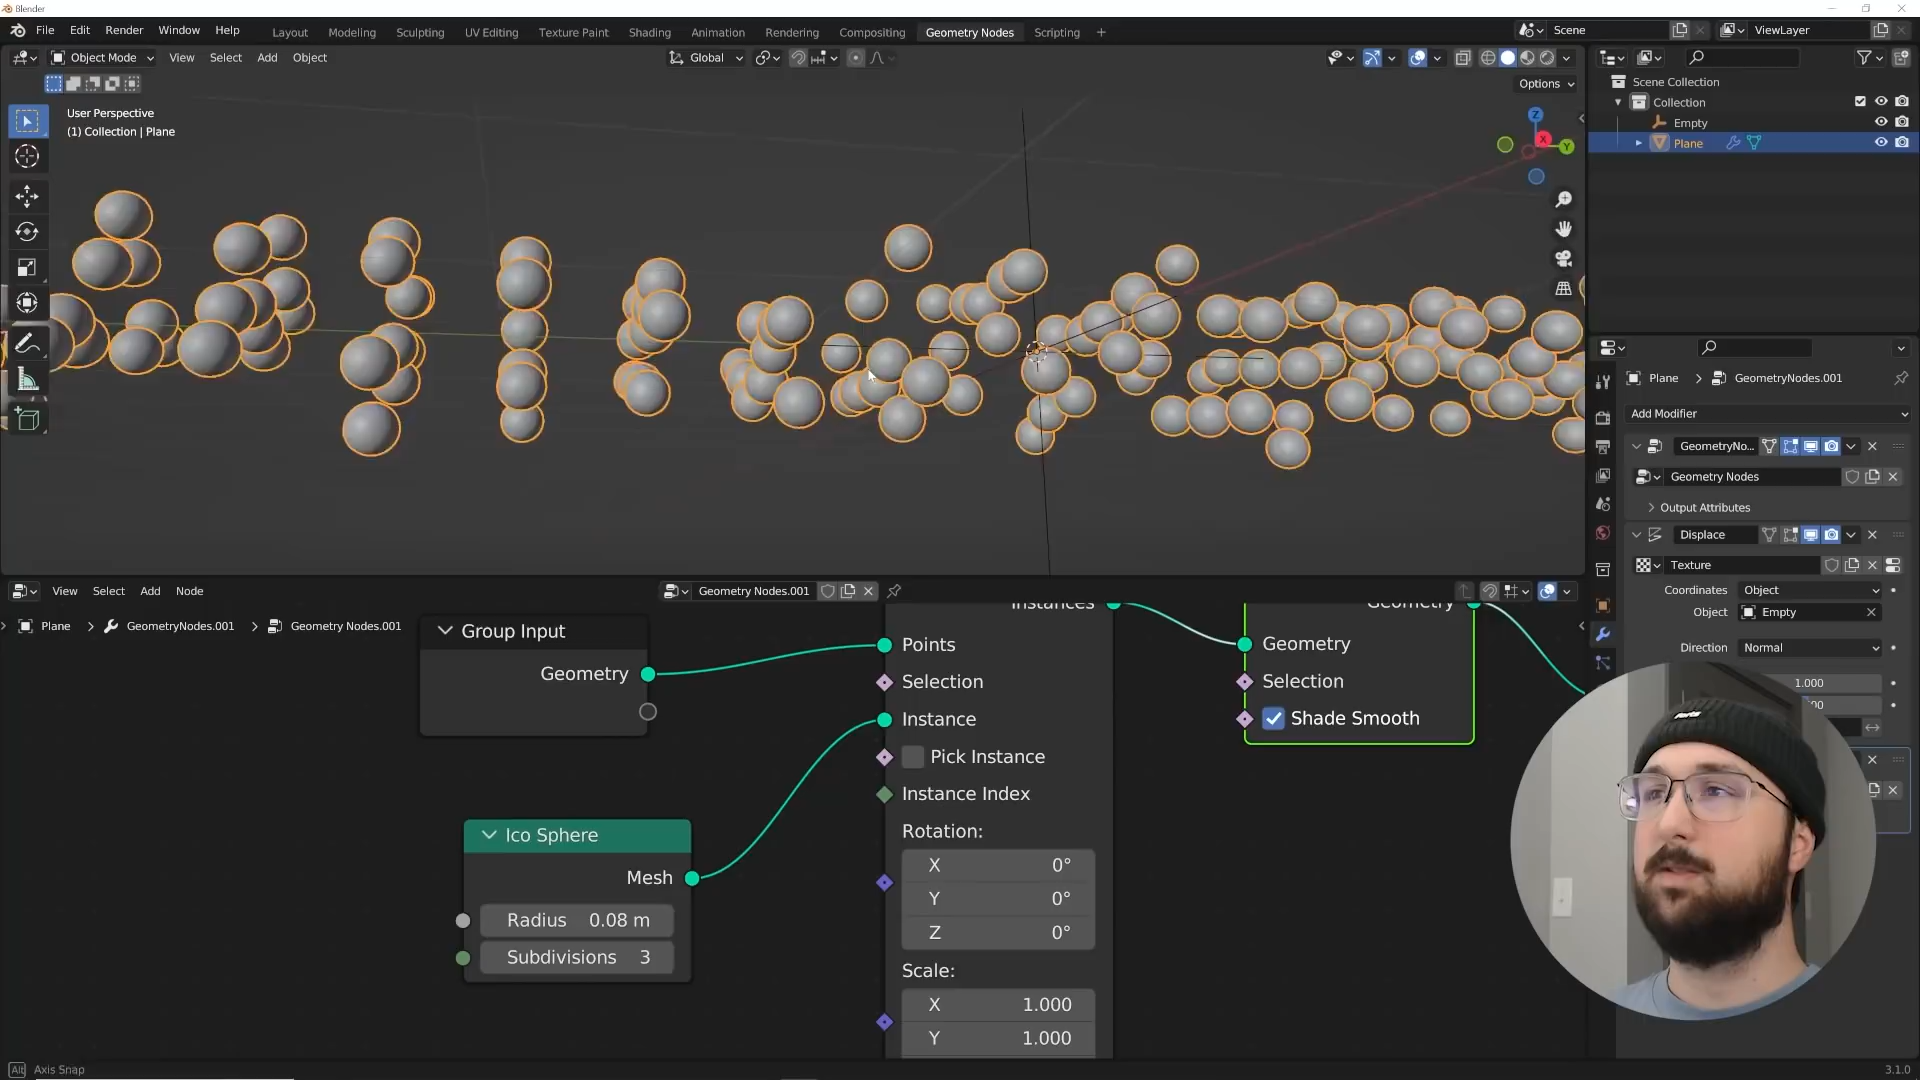 Blender
File Edit Render Window Help
Layout Modeling Sculpting UV Editing Texture Paint Shading Animation Rendering Compositing Geometry Nodes Scripting +
Scene
ViewLayer
Object Mode View Select Add Object
Global
Options
User Perspective
(1) Collection | Plane
Z
X
Y
Scene Collection
Collection
Empty
Plane
Plane > GeometryNodes.001
Add Modifier
GeometryNo...
Geometry Nodes
Output Attributes
Displace
Texture
Coordinates Object
Object Empty
Direction Normal
1.000
View Select Add Node
Geometry Nodes.001
Plane > GeometryNodes.001 > Geometry Nodes.001
Group Input
Geometry
Ico Sphere
Mesh
Radius 0.08 m
Subdivisions 3
Instances
Points
Selection
Instance
Pick Instance
Instance Index
Rotation:
X 0°
Y 0°
Z 0°
Scale:
X 1.000
Y 1.000
Geometry
Geometry
Selection
Shade Smooth
Alt Axis Snap
3.1.0